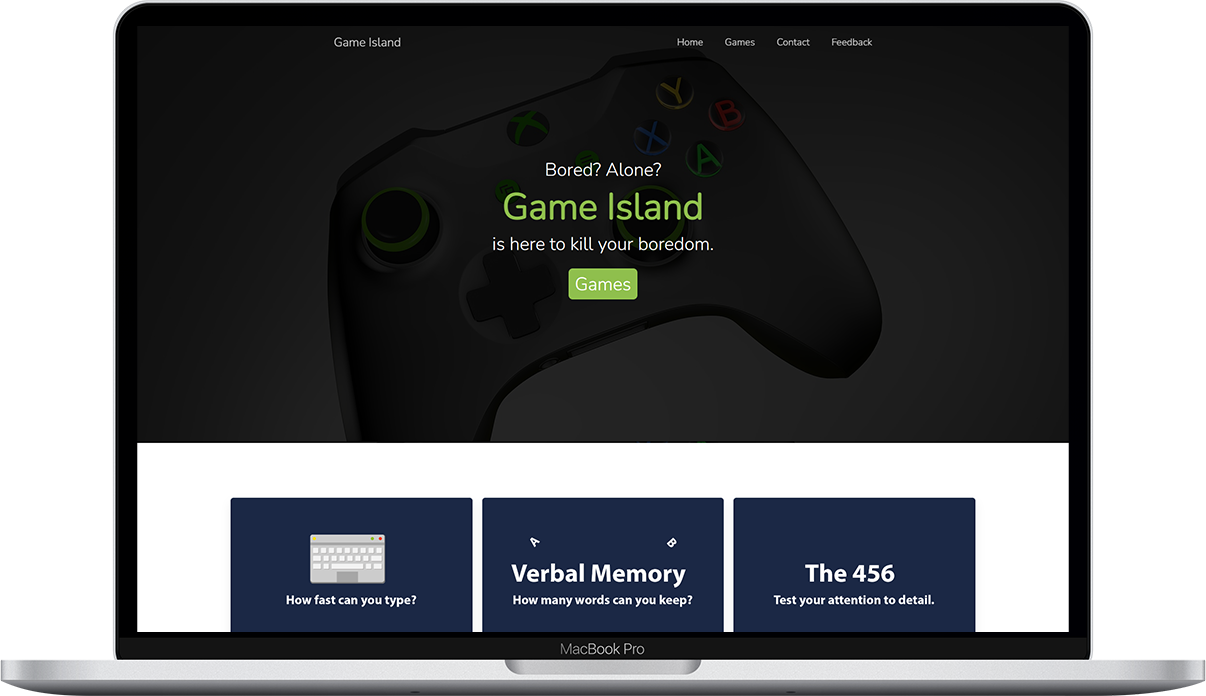 Game Island
Home Games Contact Feedback
Y
B
X
A
Bored? Alone?
Game Island
is here to kill your boredom.
Games
A B
Verbal Memory
The 456
How fast can you type?
How many words can you keep?
Test your attention to detail.
MacBook Pro